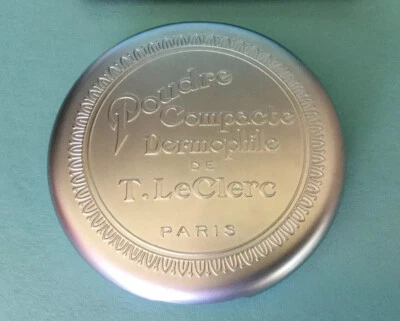 Poudre
Compacte
Dermophile
DE
T. LeClerc
PARIS